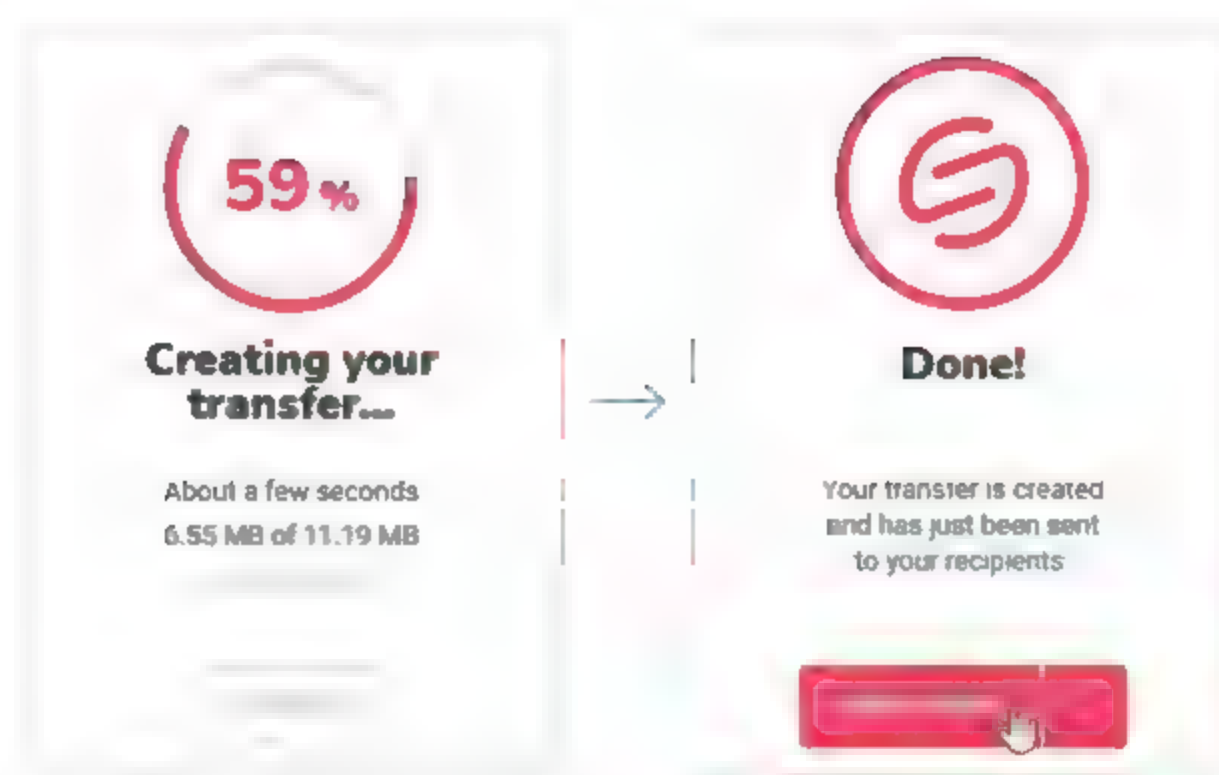 59%
Creating your
transfer...
About a few seconds
6.55 MB of 11.19 MB
Done!
Your transfer is created
and has just been sent
to your recipients